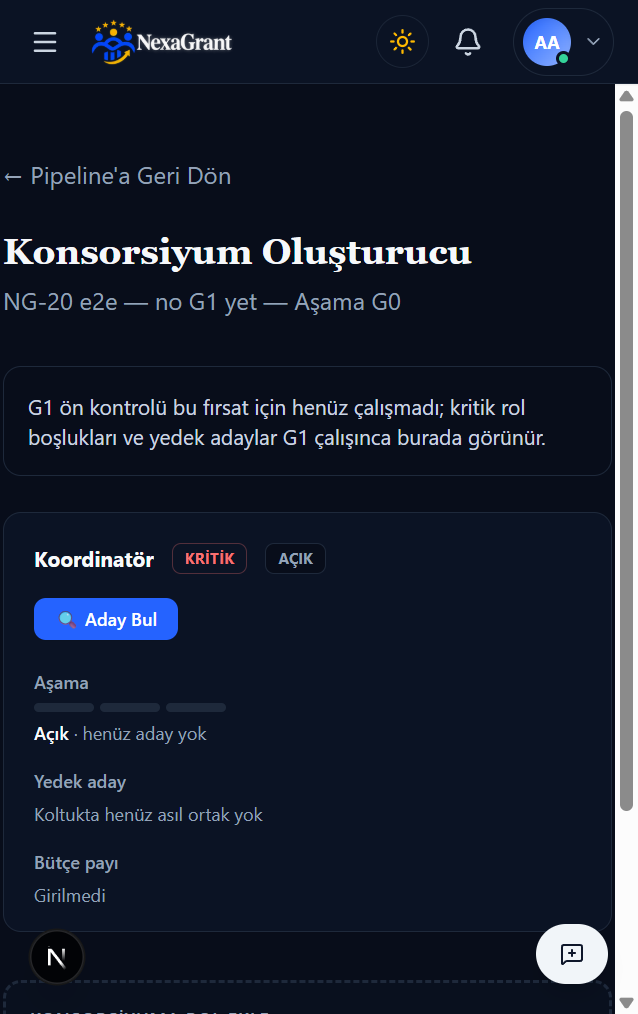 NexaGrant
AA
← Pipeline'a Geri Dön
Konsorsiyum Oluşturucu
NG-20 e2e — no G1 yet — Aşama G0
G1 ön kontrolü bu fırsat için henüz çalışmadı; kritik rol
boşlukları ve yedek adaylar G1 çalışınca burada görünür.
Koordinatör KRİTİK AÇIK
Aday Bul
Aşama
Açık · henüz aday yok
Yedek aday
Koltukta henüz asıl ortak yok
Bütçe payı
Girilmedi
N